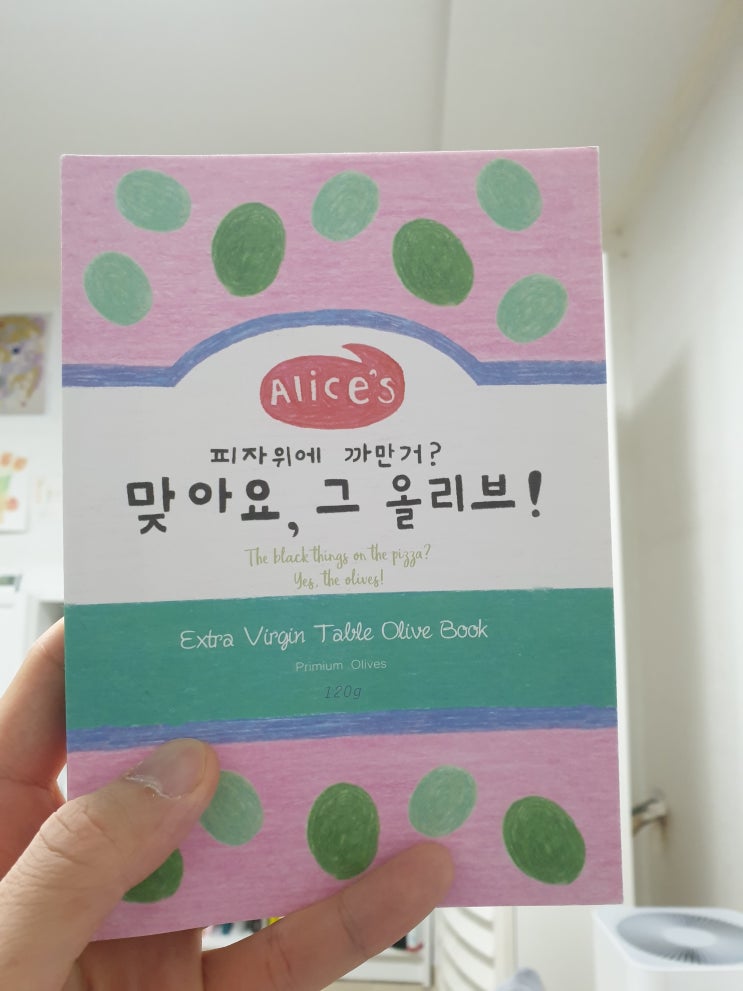 Alice's
피자위에 까만거?
맞아요, 그 올리브!
The black things on the pizza?
Yes, the olives!
Extra Virgin Table Olive Book
Primium Olives
120g